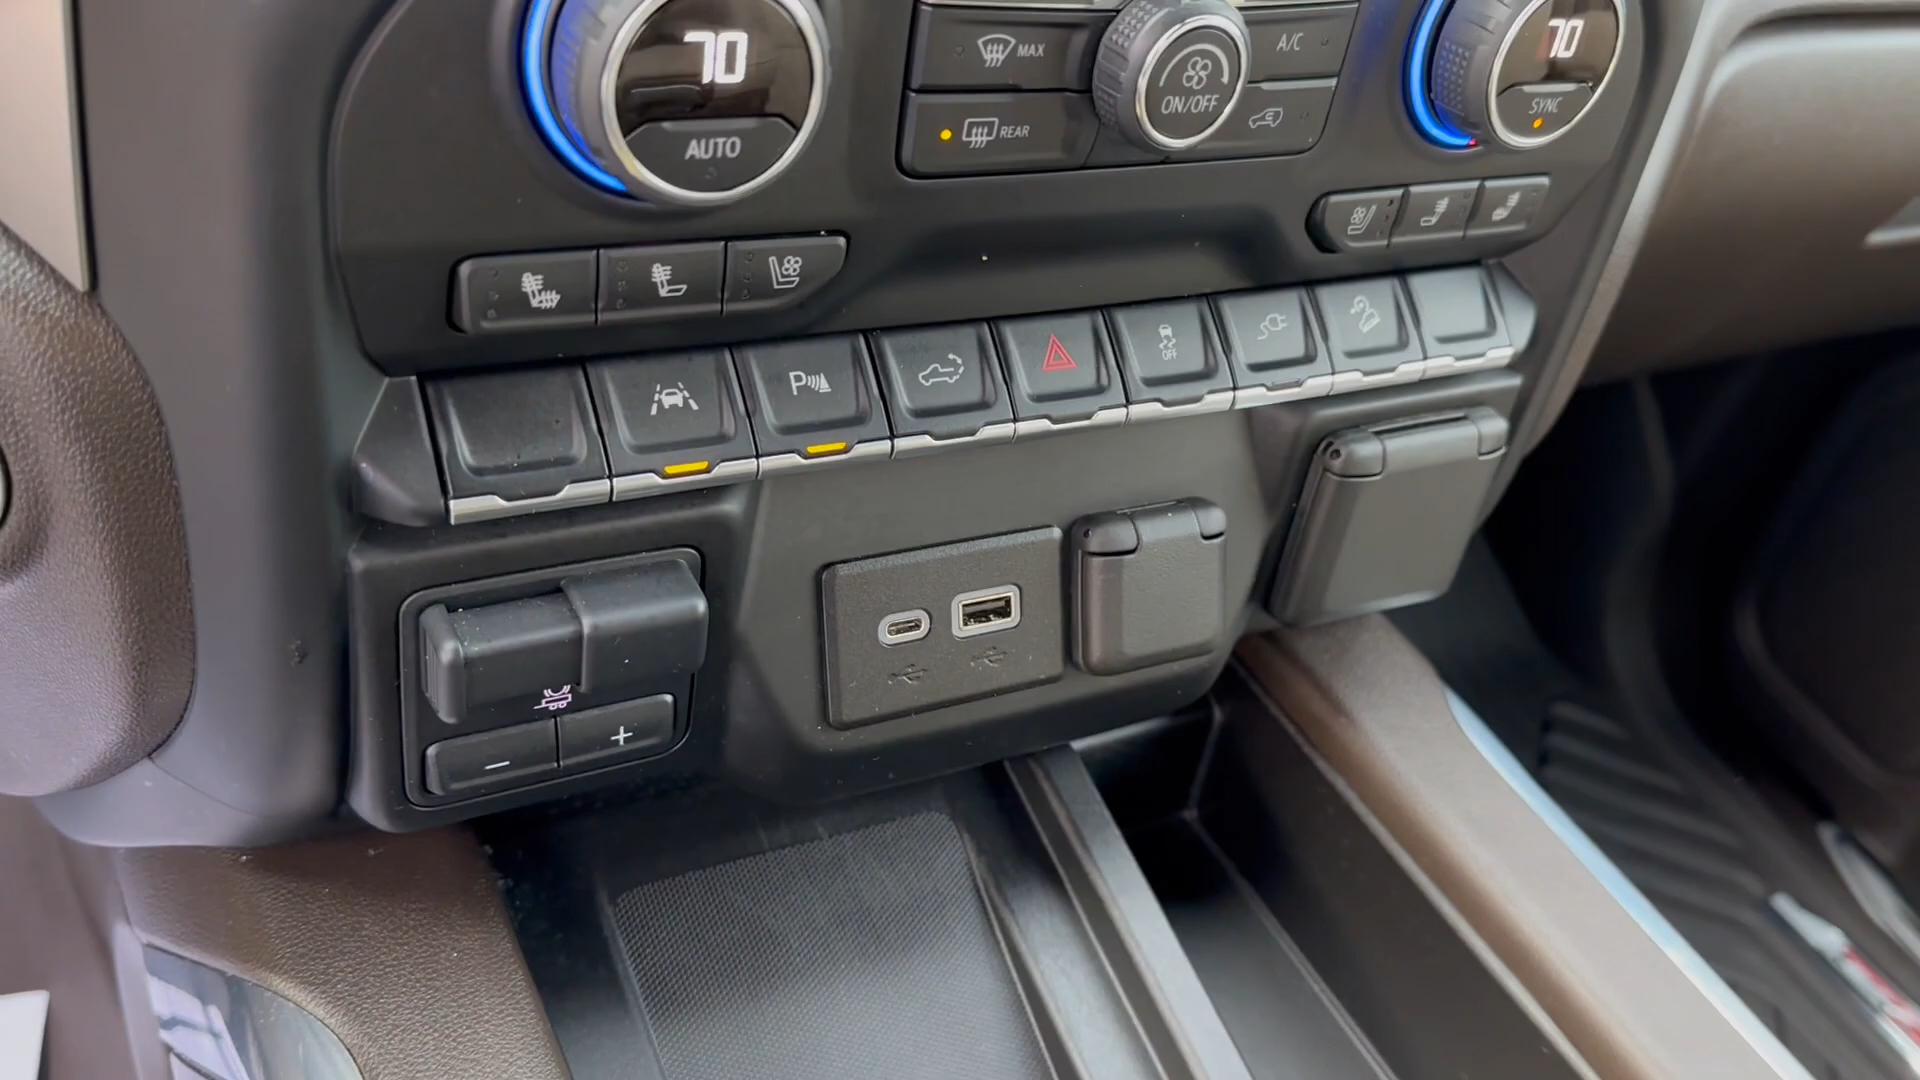 70
AUTO
MAX
REAR
ON/OFF
A/C
70
SYNC
P
OFF
- +